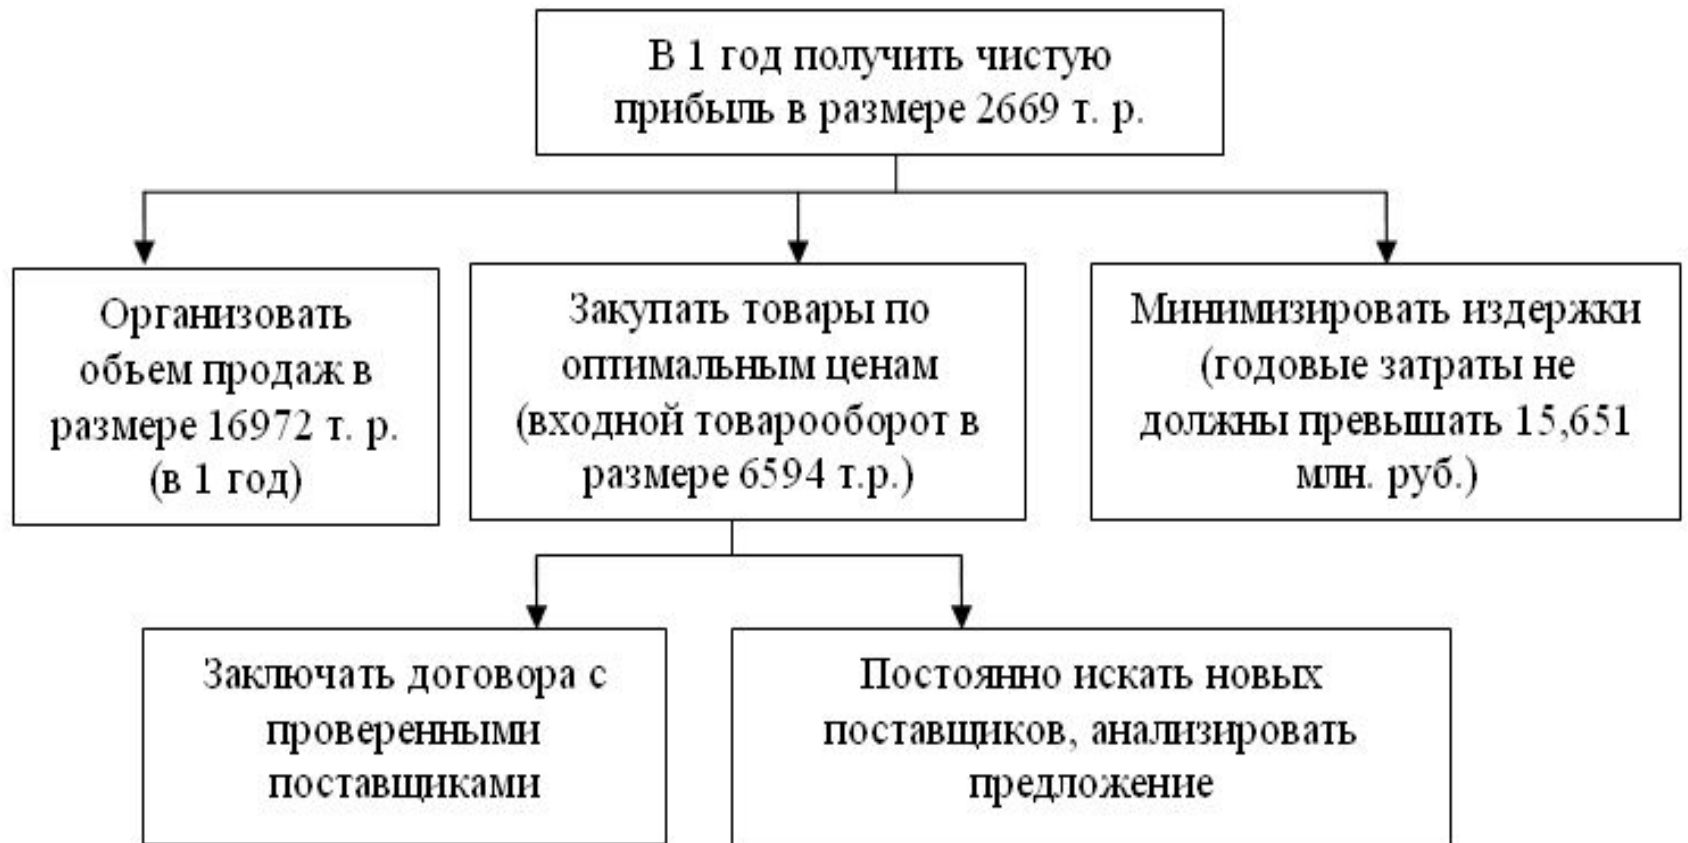 В 1 год получить чистую
прибыль в размере 2669 т. р.
Организовать
объем продаж в
размере 16972 т. р.
(в 1 год)
Закупать товары по
оптимальным ценам
(входной товарооборот в
размере 6594 т.р.)
Минимизировать издержки
(годовые затраты не
должны превышать 15,651
млн. руб.)
Заключать договора с
проверенными
поставщиками
Постоянно искать новых
поставщиков, анализировать
предложение